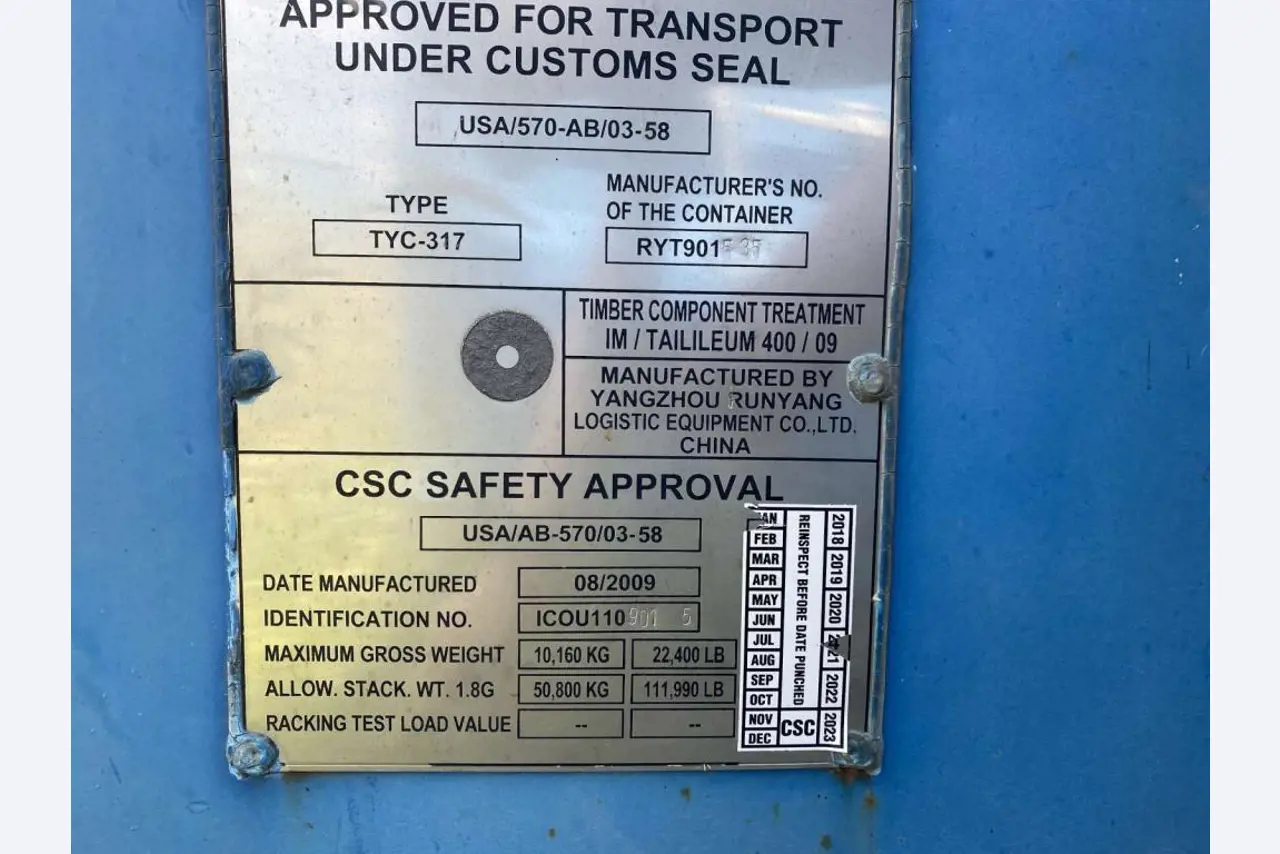 APPROVED FOR TRANSPORT
UNDER CUSTOMS SEAL
USA/570-AB/03-58
TYPE
TYC-317
MANUFACTURER'S NO.
OF THE CONTAINER
TIMBER COMPONENT TREATMENT
IM / TAILILEUM 400 / 09
MANUFACTURED BY
YANGZHOU RUNYANG
LOGISTIC EQUIPMENT CO.,LTD.
CHINA
CSC SAFETY APPROVAL
USA/AB-570/03-58
DATE MANUFACTURED 08/2009
IDENTIFICATION NO. ICOU110901 5
MAXIMUM GROSS WEIGHT 10,160 KG 22,400 LB
ALLOW. STACK. WT. 1.8G 50,800 KG 111,990 LB
RACKING TEST LOAD VALUE -- --
JAN
FEB
MAR
APR
MAY
JUN
JUL
AUG
SEP
OCT
NOV
DEC
REINSPECT BEFORE DATE PUNCHED
CSC
2018
2019
2020
2021
2022
2023